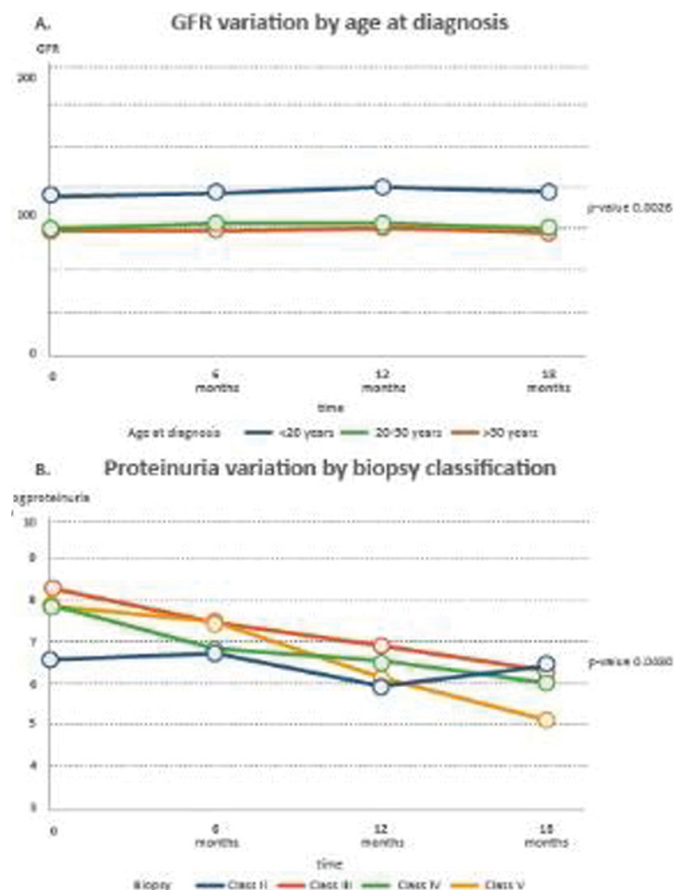 A. GFR variation by age at diagnosis
GFR
200
100
p-value 0.0026
0
0 6 12 18
months months months
time
Age at diagnosis <20 years 20-30 years >30 years
B. Proteinuria variation by biopsy classification
ogproteinuria
10
9
8
7
6
p-value
5
4
3
0 6 12 18
months months months
time
Biopsy Class II Class III Class IV Class V